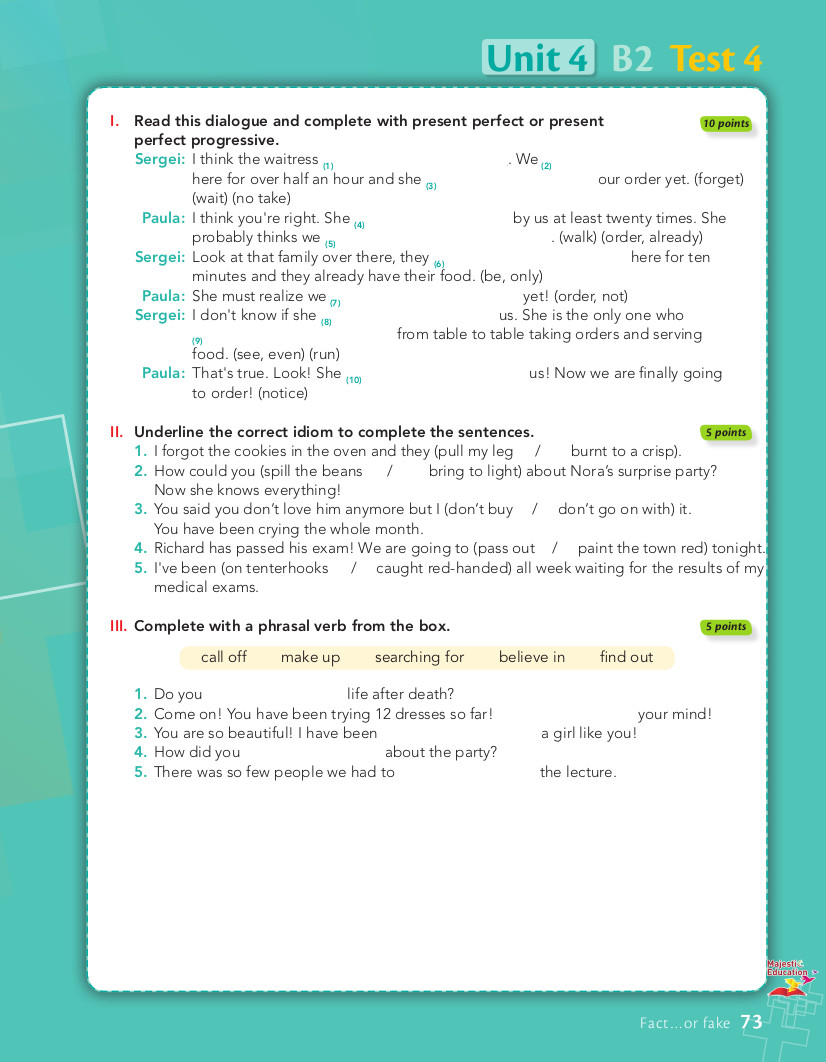 Unit 4 B2 Test 4
I. Read this dialogue and complete with present perfect or present 10 points
perfect progressive.
Sergei: I think the waitress (1) . We (2)
here for over half an hour and she (3) our order yet. (forget)
(wait) (no take)
Paula: I think you're right. She (4) by us at least twenty times. She
probably thinks we (5) . (walk) (order, already)
Sergei: Look at that family over there, they (6) here for ten
minutes and they already have their food. (be, only)
Paula: She must realize we (7) yet! (order, not)
Sergei: I don't know if she (8) us. She is the only one who
(9) from table to table taking orders and serving
food. (see, even) (run)
Paula: That's true. Look! She (10) us! Now we are finally going
to order! (notice)
II. Underline the correct idiom to complete the sentences. 5 points
1. I forgot the cookies in the oven and they (pull my leg / burnt to a crisp).
2. How could you (spill the beans / bring to light) about Nora’s surprise party?
Now she knows everything!
3. You said you don’t love him anymore but I (don’t buy / don’t go on with) it.
You have been crying the whole month.
4. Richard has passed his exam! We are going to (pass out / paint the town red) tonight.
5. I've been (on tenterhooks / caught red-handed) all week waiting for the results of my
medical exams.
III. Complete with a phrasal verb from the box. 5 points
call off make up searching for believe in find out
1. Do you life after death?
2. Come on! You have been trying 12 dresses so far! your mind!
3. You are so beautiful! I have been a girl like you!
4. How did you about the party?
5. There was so few people we had to the lecture.
Majestic
Education
Fact...or fake 73